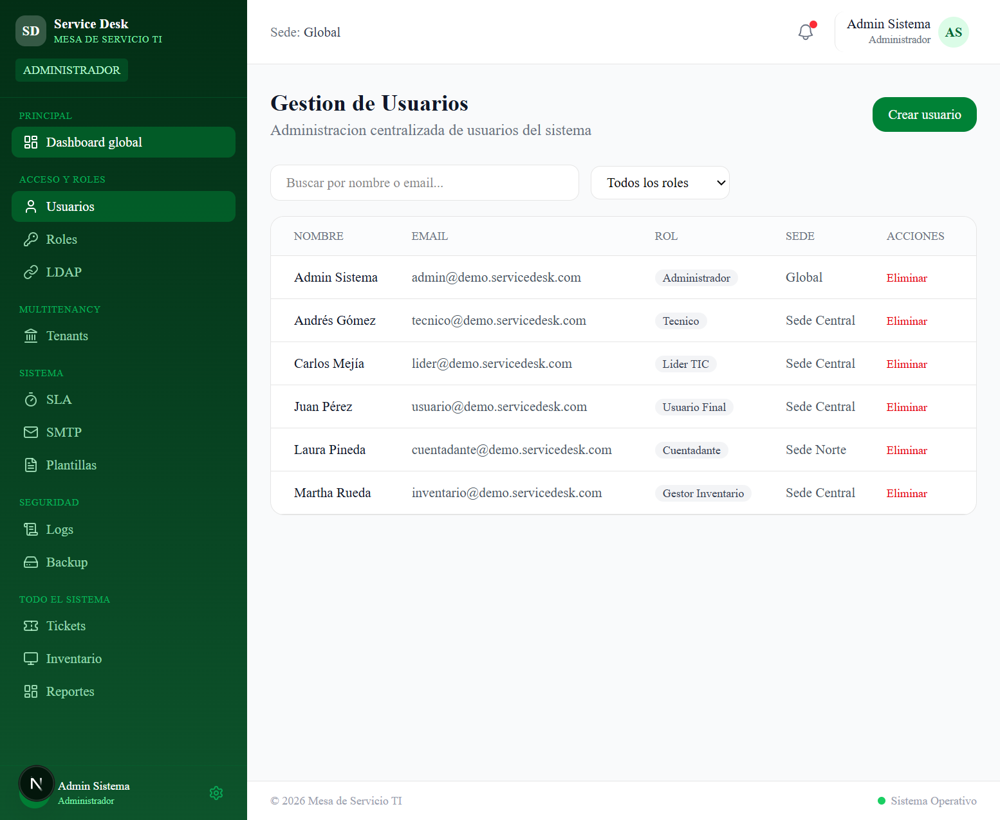 SD
Service Desk
MESA DE SERVICIO TI
ADMINISTRADOR
PRINCIPAL
Dashboard global
ACCESO Y ROLES
Usuarios
Roles
LDAP
MULTITENANCY
Tenants
SISTEMA
SLA
SMTP
Plantillas
SEGURIDAD
Logs
Backup
TODO EL SISTEMA
Tickets
Inventario
Reportes
N
Admin Sistema
Administrador
Sede: Global
Admin Sistema
Administrador
AS
Gestion de Usuarios
Administracion centralizada de usuarios del sistema
Crear usuario
Buscar por nombre o email...
Todos los roles
NOMBRE EMAIL ROL SEDE ACCIONES
Admin Sistema admin@demo.servicedesk.com Administrador Global Eliminar
Andrés Gómez tecnico@demo.servicedesk.com Tecnico Sede Central Eliminar
Carlos Mejía lider@demo.servicedesk.com Lider TIC Sede Central Eliminar
Juan Pérez usuario@demo.servicedesk.com Usuario Final Sede Central Eliminar
Laura Pineda cuentadante@demo.servicedesk.com Cuentadante Sede Norte Eliminar
Martha Rueda inventario@demo.servicedesk.com Gestor Inventario Sede Central Eliminar
© 2026 Mesa de Servicio TI
Sistema Operativo